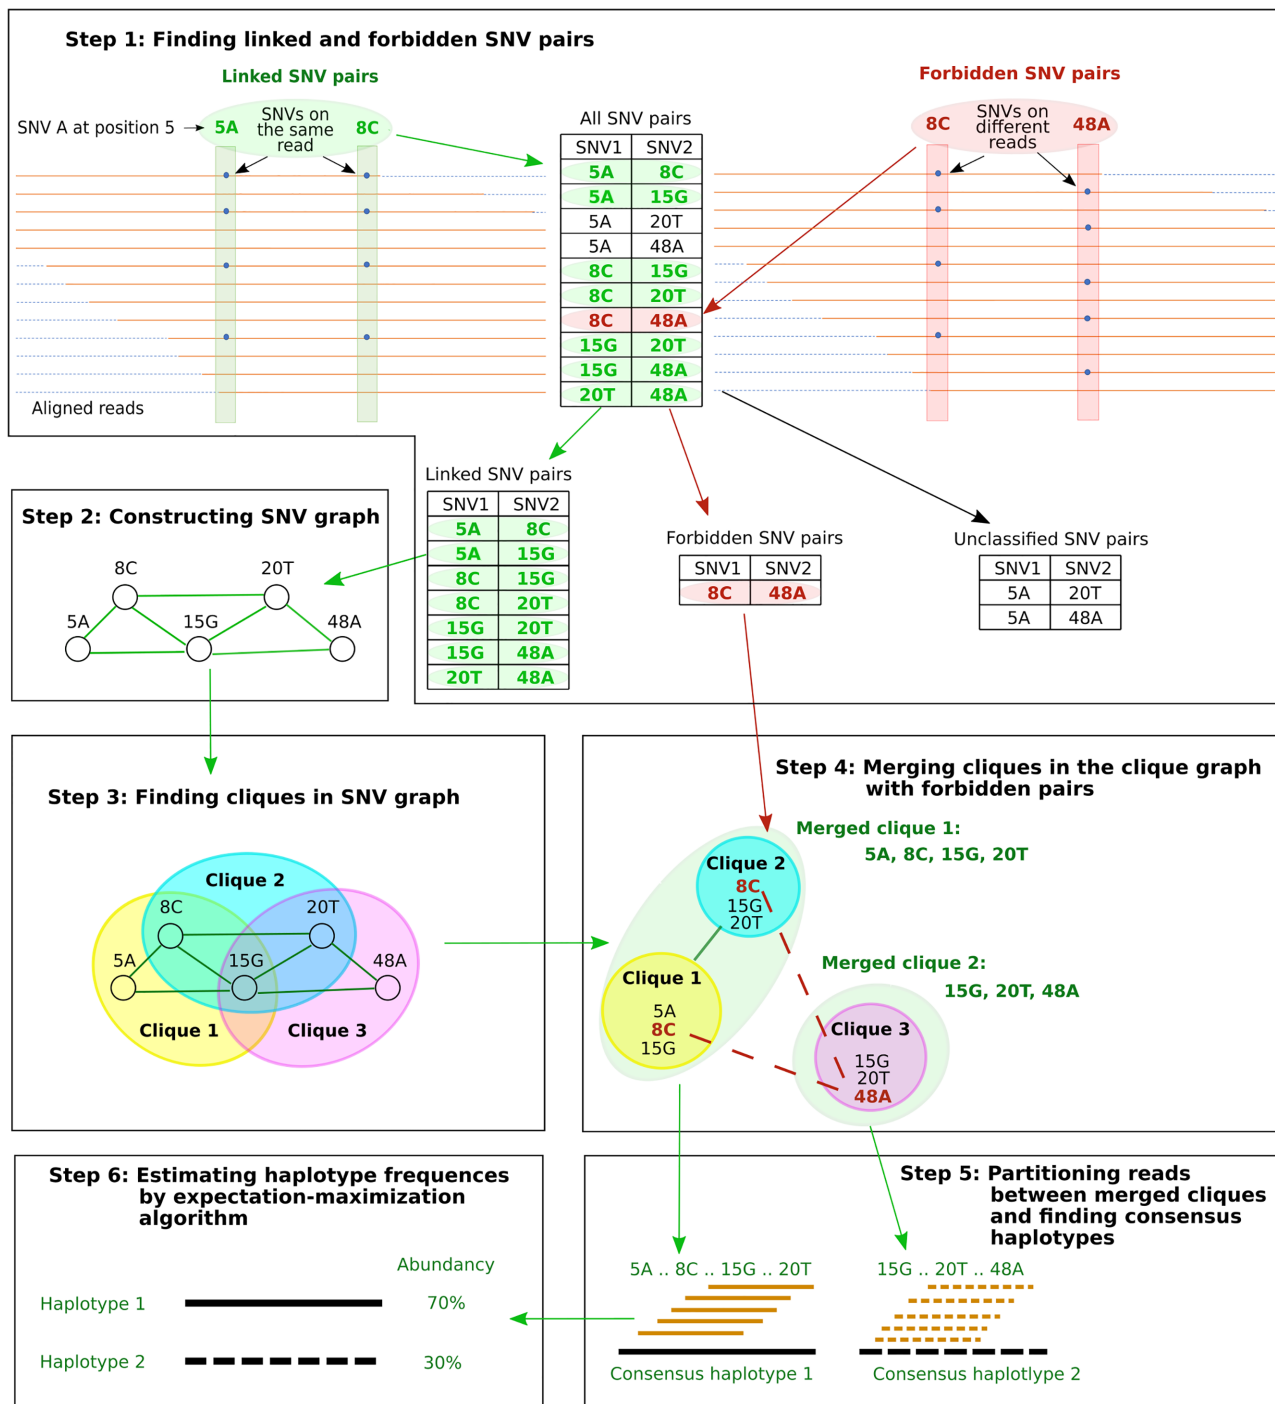 Step 1: Finding linked and forbidden SNV pairs
Linked SNV pairs
Forbidden SNV pairs
SNV A at position 5
5A
SNVs on
the same
read
8C
8C
SNVs on
different
reads
48A
Aligned reads
All SNV pairs
SNV1 SNV2
5A 8C
5A 15G
5A 20T
5A 48A
8C 15G
8C 20T
8C 48A
15G 20T
15G 48A
20T 48A
Linked SNV pairs
SNV1 SNV2
5A 8C
5A 15G
8C 15G
8C 20T
15G 20T
15G 48A
20T 48A
Forbidden SNV pairs
SNV1 SNV2
8C 48A
Unclassified SNV pairs
SNV1 SNV2
5A 20T
5A 48A
Step 2: Constructing SNV graph
8C 20T
5A 15G 48A
Step 3: Finding cliques in SNV graph
Clique 2
8C 20T
5A 15G 48A
Clique 1 Clique 3
Step 4: Merging cliques in the clique graph
with forbidden pairs
Merged clique 1:
5A, 8C, 15G, 20T
Clique 2
8C
15G
20T
Clique 1
5A
8C
15G
Merged clique 2:
15G, 20T, 48A
Clique 3
15G
20T
48A
Step 5: Partitioning reads
between merged cliques
and finding consensus
haplotypes
5A .. 8C .. 15G .. 20T
15G .. 20T .. 48A
Consensus haplotype 1
Consensus haplotlype 2
Step 6: Estimating haplotype frequencies
by expectation-maximization
algorithm
Abundancy
Haplotype 1 70%
Haplotype 2 30%